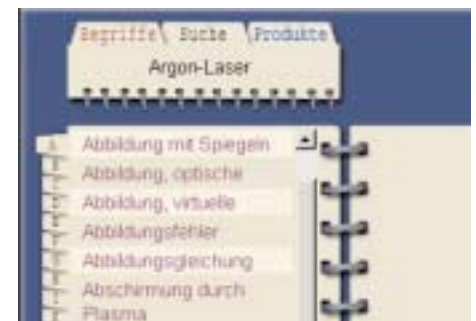 Begriffe Suche Produkte
Argon-Laser
Abbildung mit Spiegeln
Abbildung, optische
Abbildung, virtuelle
Abbildungsfehler
Abbildungsgleichung
Abschirmung durch
Plasma